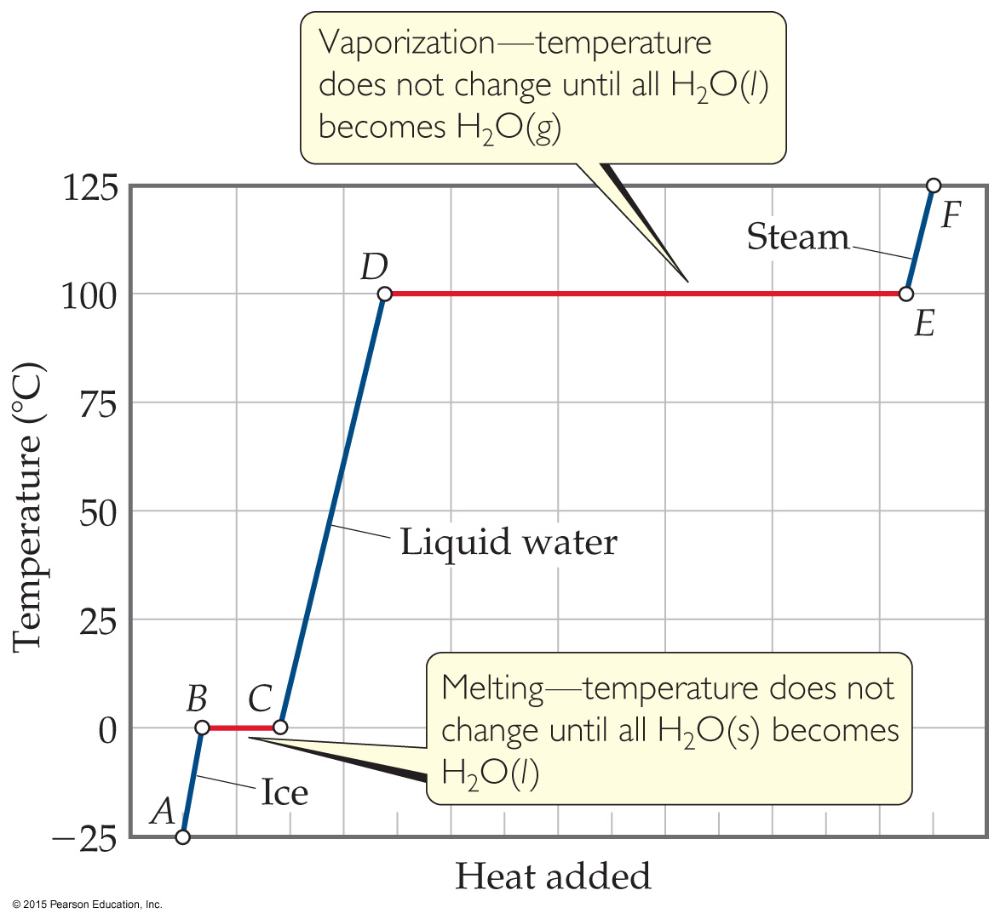 Vaporization—temperature
does not change until all H₂O(l)
becomes H₂O(g)
125
F
Steam
D
100
E
Temperature (°C)
75
50
Liquid water
25
Melting—temperature does not
change until all H₂O(s) becomes
H₂O(l)
B
C
0
Ice
A
−25
Heat added
© 2015 Pearson Education, Inc.